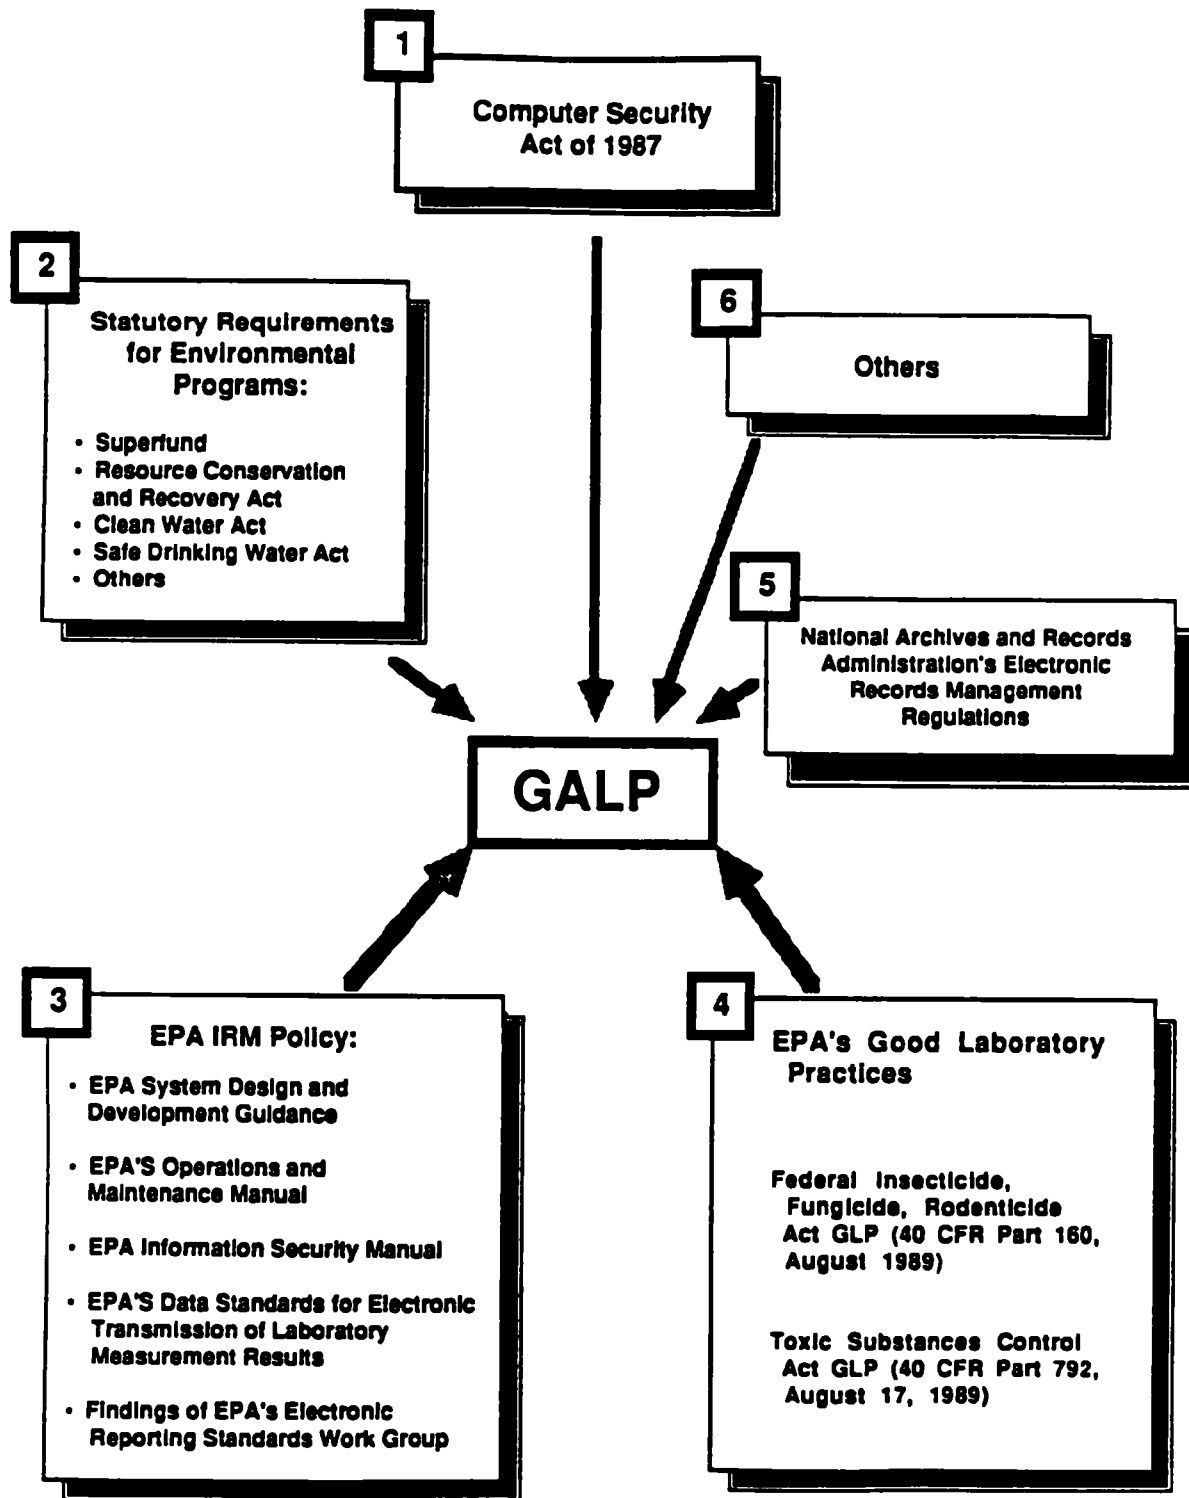 1
Computer Security
Act of 1987
2
Statutory Requirements
for Environmental
Programs:
• Superfund
• Resource Conservation
and Recovery Act
• Clean Water Act
• Safe Drinking Water Act
• Others
6
Others
5
National Archives and Records
Administration's Electronic
Records Management
Regulations
GALP
3
EPA IRM Policy:
• EPA System Design and
Development Guidance
• EPA'S Operations and
Maintenance Manual
• EPA Information Security Manual
• EPA'S Data Standards for Electronic
Transmission of Laboratory
Measurement Results
• Findings of EPA's Electronic
Reporting Standards Work Group
4
EPA's Good Laboratory
Practices
Federal Insecticide,
Fungicide, Rodenticide
Act GLP (40 CFR Part 160,
August 1989)
Toxic Substances Control
Act GLP (40 CFR Part 792,
August 17, 1989)